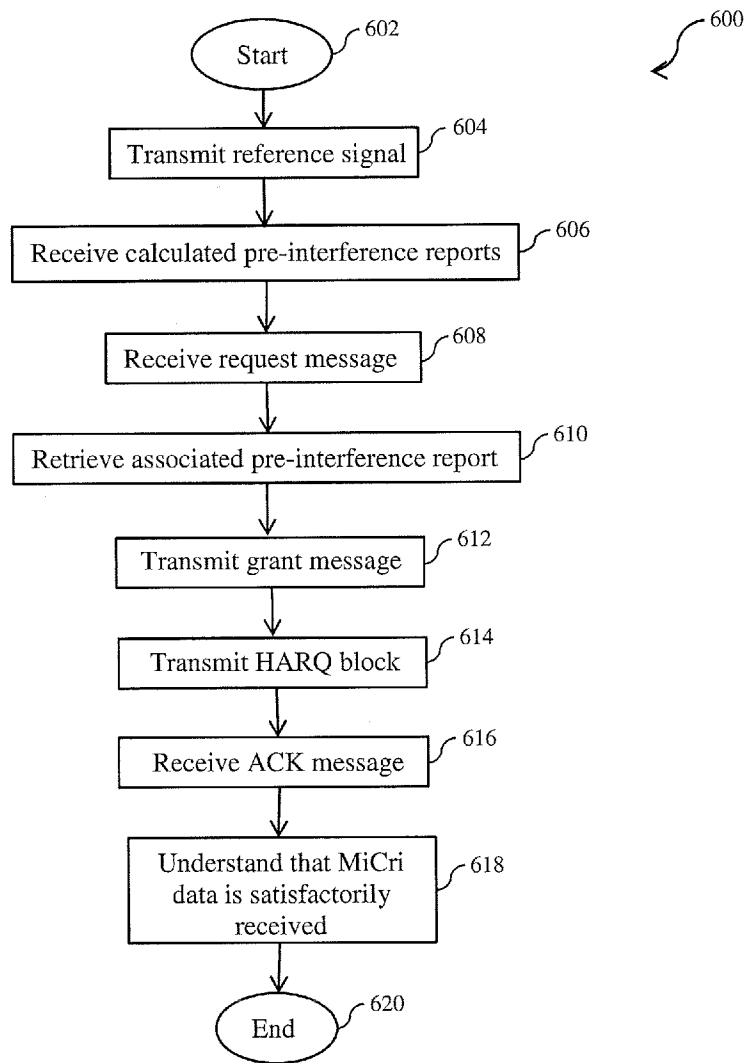 600
602
Start
604
Transmit reference signal
606
Receive calculated pre-interference reports
608
Receive request message
610
Retrieve associated pre-interference report
612
Transmit grant message
614
Transmit HARQ block
616
Receive ACK message
618
Understand that MiCri
data is satisfactorily
received
620
End